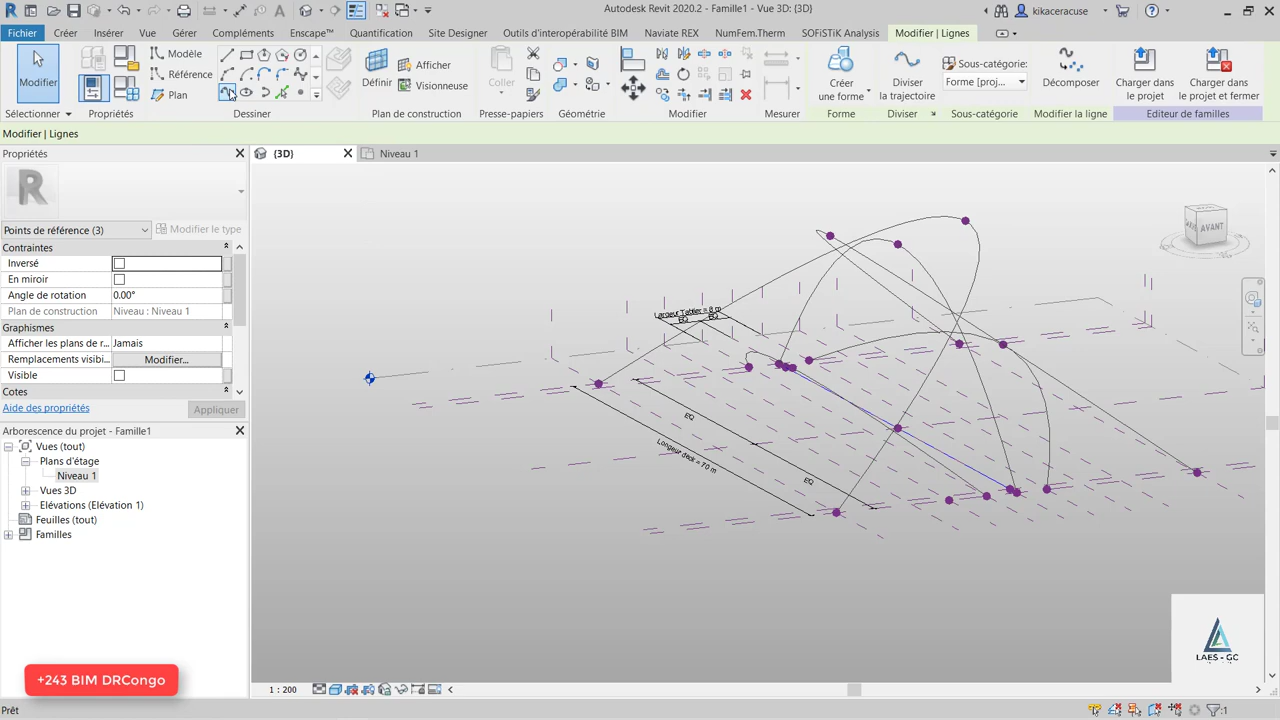 Autodesk Revit 2020.2 - Famille1 - Vue 3D: {3D}
kikaceracuse
Fichier
Créer
Insérer
Vue
Gérer
Compléments
Enscape™
Quantification
Site Designer
Outils d'interopérabilité BIM
Naviate REX
NumFem.Therm
SOFiSTiK Analysis
Modifier | Lignes
Modifier
Modèle
Référence
Plan
Définir
Afficher
Visionneuse
Coller
Créer une forme
Diviser la trajectoire
Sous-catégorie:
Forme [proj...
Décomposer
Charger dans le projet
Charger dans le projet et fermer
Sélectionner
Propriétés
Dessiner
Plan de construction
Presse-papiers
Géométrie
Modifier
Mesurer
Forme
Diviser
Sous-catégorie
Modifier la ligne
Editeur de familles
Modifier | Lignes
Propriétés
{3D}
Niveau 1
R
Points de référence (3)
Modifier le type
Contraintes
Inversé
En miroir
Angle de rotation
0.00°
Plan de construction
Niveau : Niveau 1
Graphismes
Afficher les plans de r...
Jamais
Remplacements visibi...
Modifier...
Visible
Cotes
Aide des propriétés
Appliquer
Arborescence du projet - Famille1
Vues (tout)
Plans d'étage
Niveau 1
Vues 3D
Elévations (Elévation 1)
Feuilles (tout)
Familles
AVANT
Largeur Tablier = 8 m
EQ
EQ
EQ
Longeur deck = 70 m
EQ
LAES - GC
+243 BIM DRCongo
1 : 200
Prêt
:1